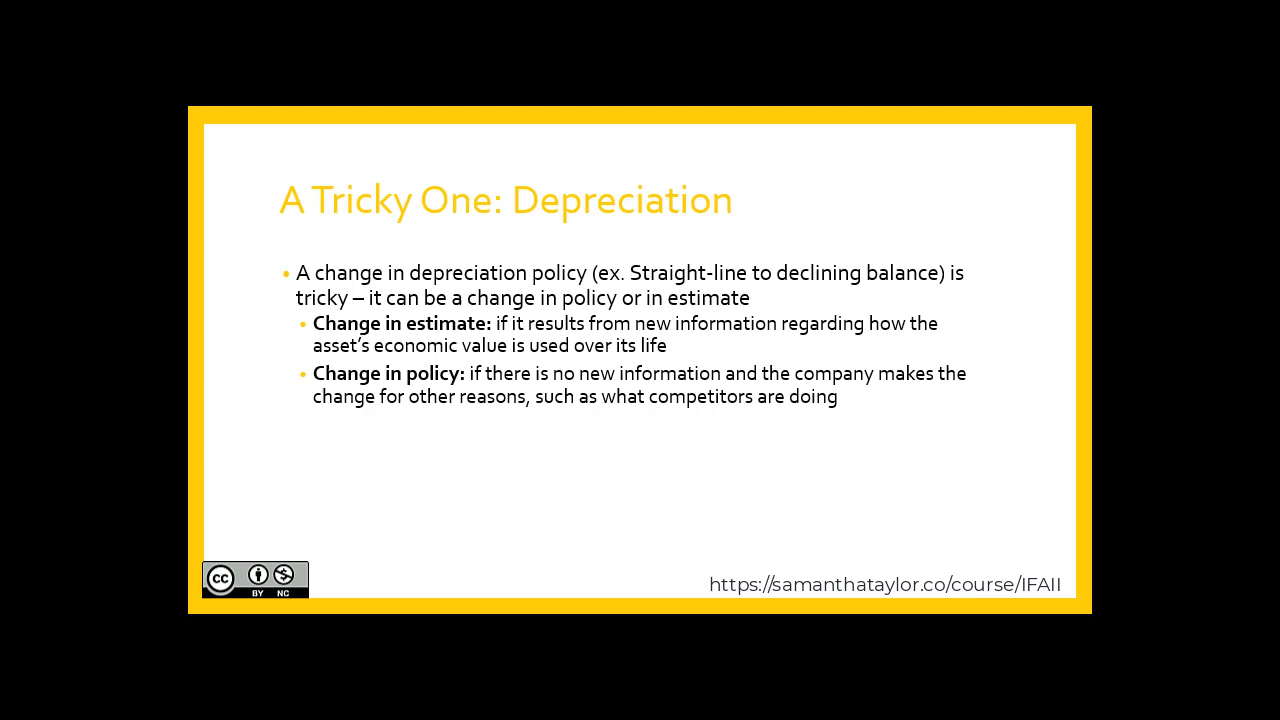 A Tricky One: Depreciation
• A change in depreciation policy (ex. Straight-line to declining balance) is
tricky – it can be a change in policy or in estimate
• Change in estimate: if it results from new information regarding how the
asset's economic value is used over its life
• Change in policy: if there is no new information and the company makes the
change for other reasons, such as what competitors are doing
cc
BY NC
https://samanthataylor.co/course/IFAII